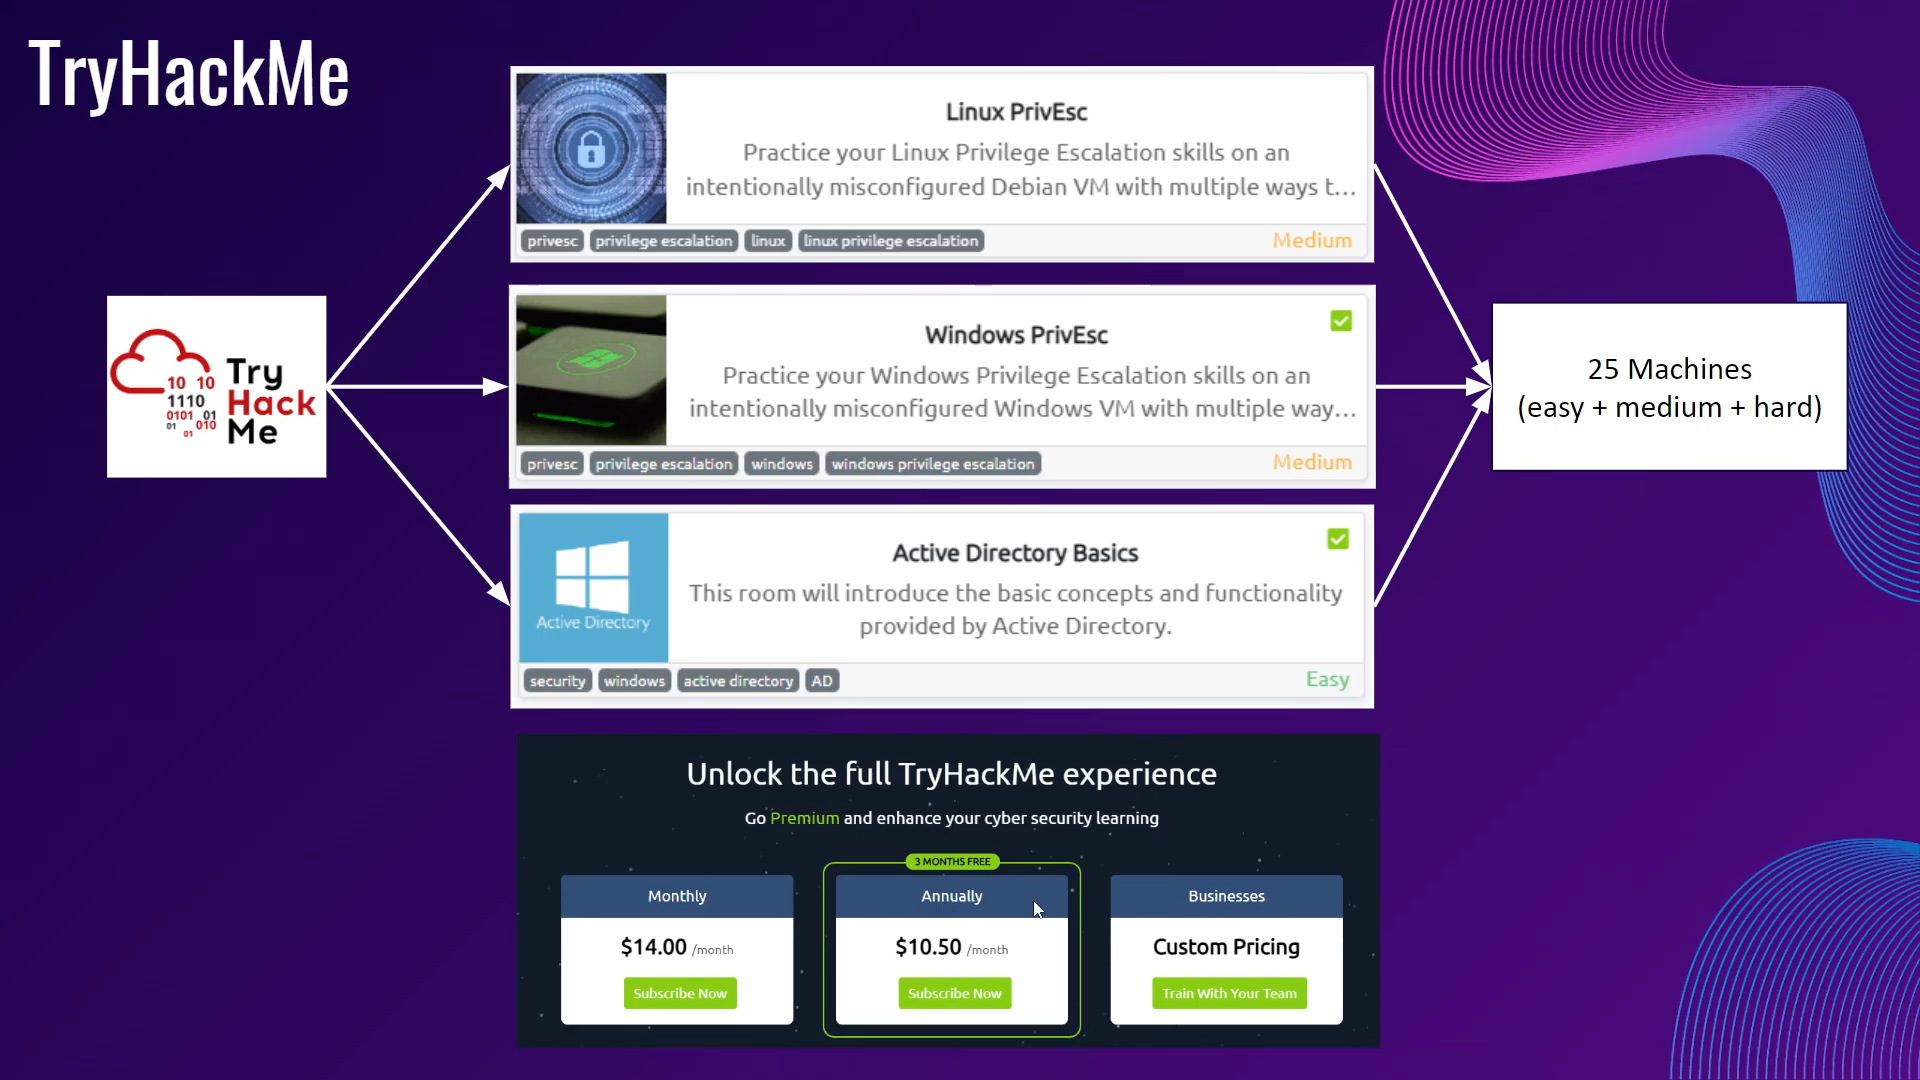 TryHackMe
10 10
1110
0101 01
01 010
01
Try
Hack
Me
Linux PrivEsc
Practice your Linux Privilege Escalation skills on an
intentionally misconfigured Debian VM with multiple ways t...
privesc privilege escalation linux linux privilege escalation Medium
Windows PrivEsc
Practice your Windows Privilege Escalation skills on an
intentionally misconfigured Windows VM with multiple way...
privesc privilege escalation windows windows privilege escalation Medium
Active Directory
Active Directory Basics
This room will introduce the basic concepts and functionality
provided by Active Directory.
security windows active directory AD Easy
25 Machines
(easy + medium + hard)
Unlock the full TryHackMe experience
Go Premium and enhance your cyber security learning
Monthly
$14.00 /month
Subscribe Now
3 MONTHS FREE
Annually
$10.50 /month
Subscribe Now
Businesses
Custom Pricing
Train With Your Team